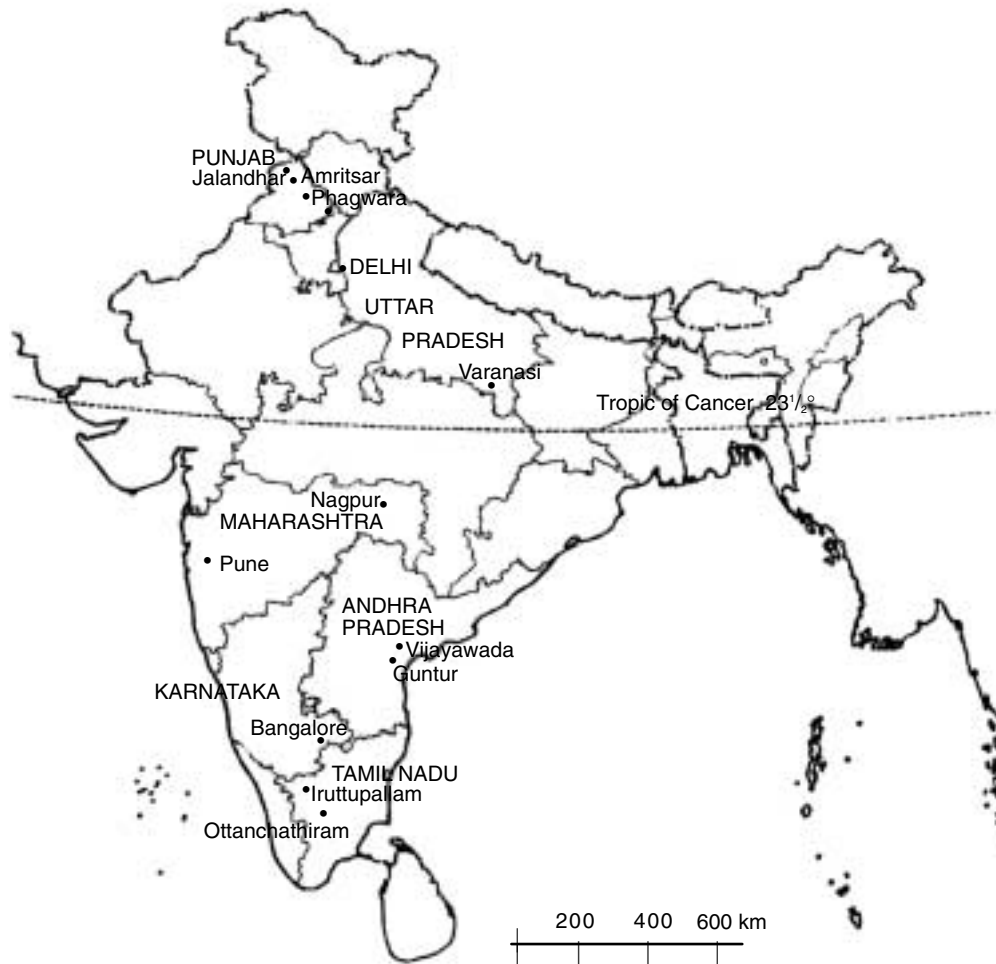 PUNJAB
Jalandhar Amritsar
Phagwara
DELHI
UTTAR
PRADESH
Varanasi
Tropic of Cancer 23¹/₂°
Nagpur
MAHARASHTRA
Pune
ANDHRA
PRADESH
Vijayawada
Guntur
KARNATAKA
Bangalore
TAMIL NADU
Iruttupallam
Ottanchathiram
200 400 600 km